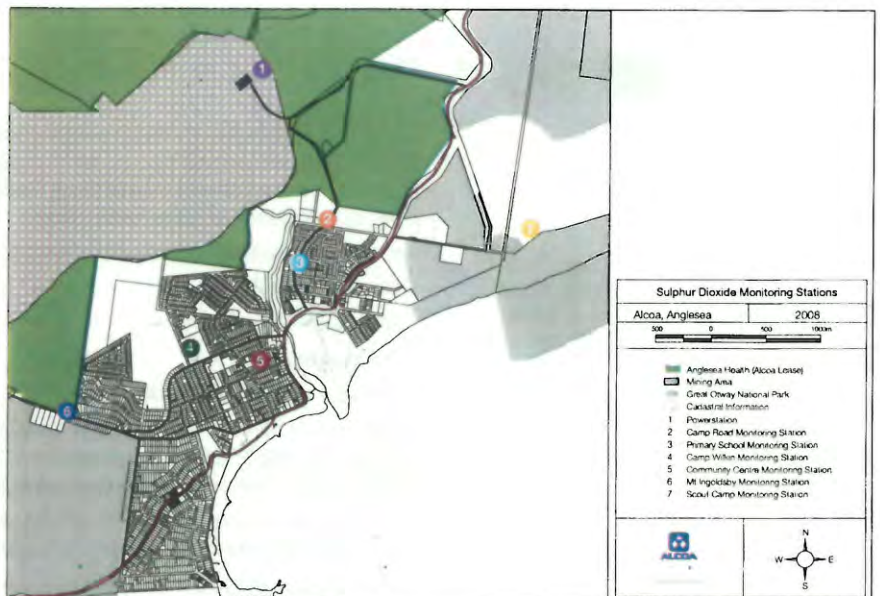 1
2
3
4
5
6
Sulphur Dioxide Monitoring Stations
Alcoa, Anglesea 2008
500 0 500 1000m
Anglesea Heath (Alcoa Lease)
Mining Area
Great Otway National Park
Cadastral Information
1 Powerstation
2 Camp Road Monitoring Station
3 Primary School Monitoring Station
4 Camp Wilkin Monitoring Station
5 Community Centre Monitoring Station
6 Mt Ingoldsby Monitoring Station
7 Scout Camp Monitoring Station
ALCOA
N
W E
S